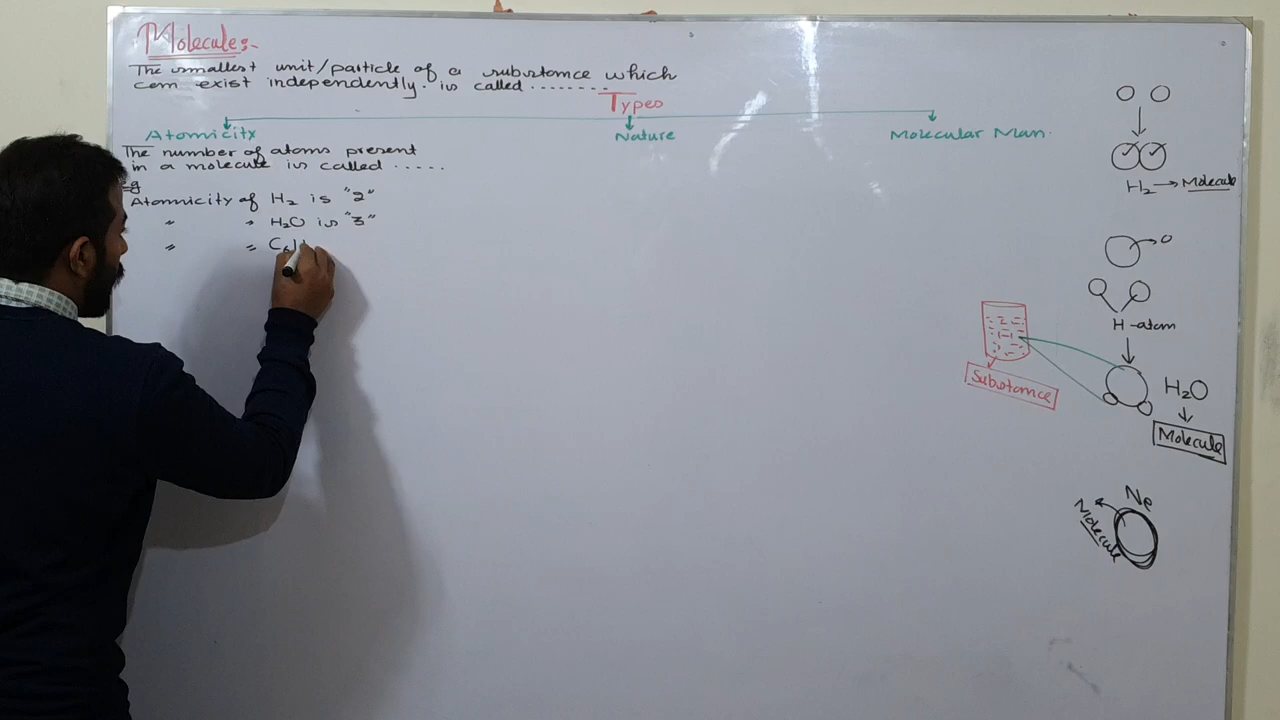 Molecule:-
The smallest unit/particle of a substance which
can exist independently. is called ........
Types
Atomicity Nature Molecular Man.
The number of atoms present
in a molecule is called .....
eg
Atomicity of H₂ is "2"
" " H₂O is "3"
" " C₆H
H₂ → Molecule
O
H-atom
Substance
H₂O
Molecule
Ne
Molecule